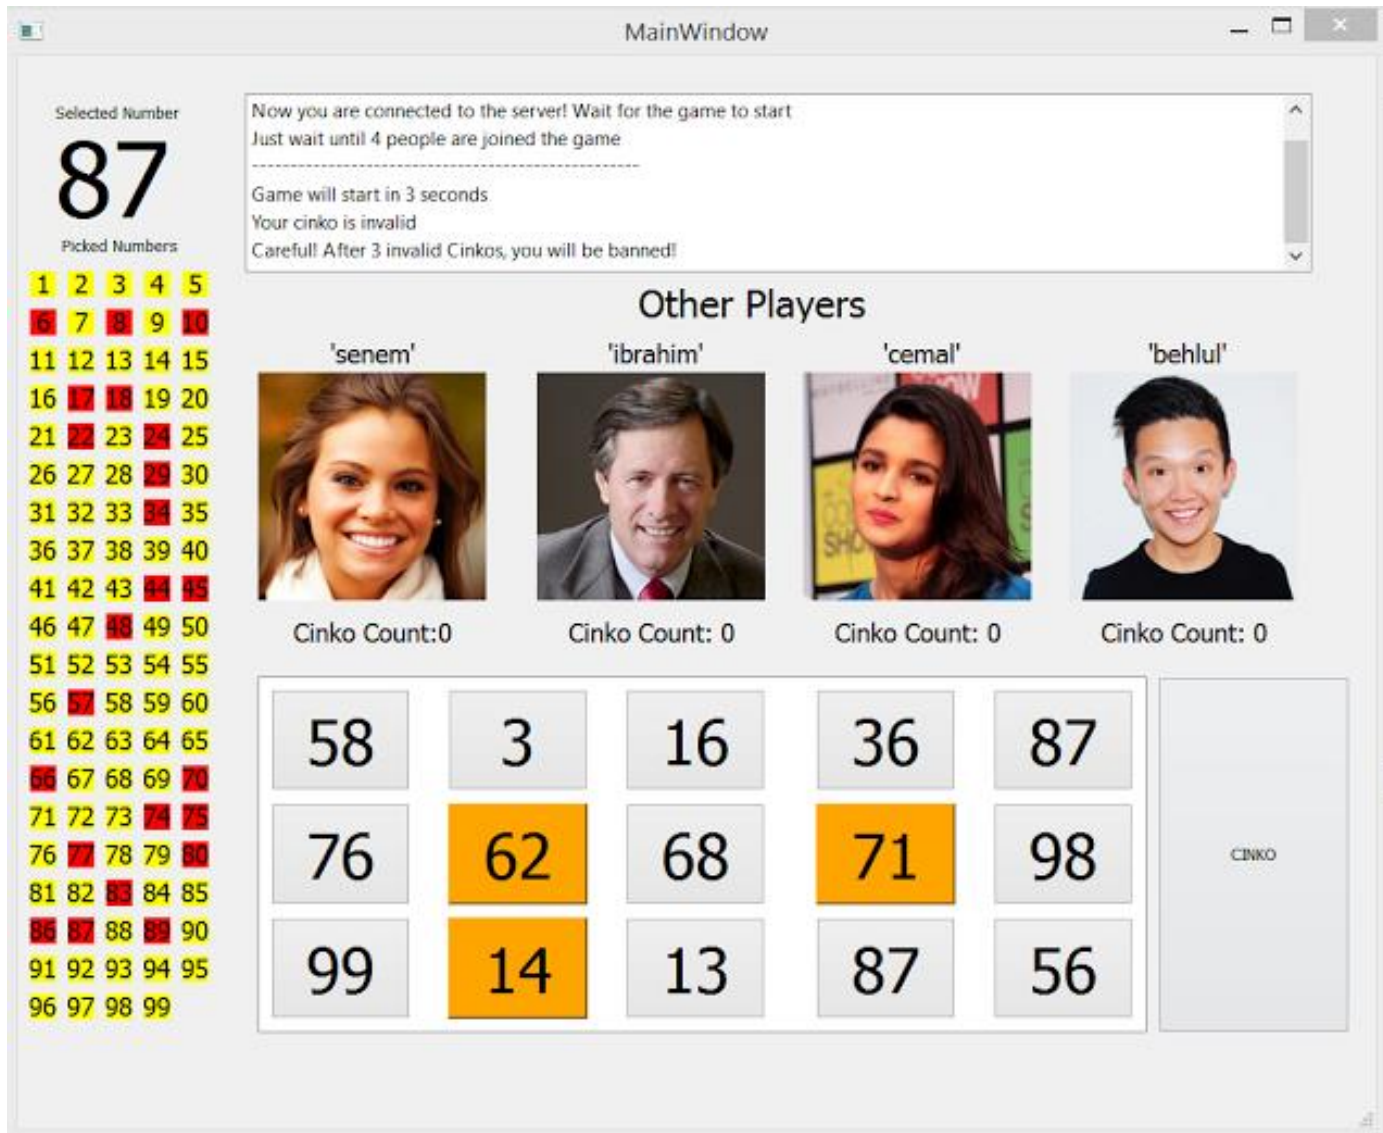 MainWindow
Selected Number
87
Picked Numbers
1 2 3 4 5
6 7 8 9 10
11 12 13 14 15
16 17 18 19 20
21 22 23 24 25
26 27 28 29 30
31 32 33 34 35
36 37 38 39 40
41 42 43 44 45
46 47 48 49 50
51 52 53 54 55
56 57 58 59 60
61 62 63 64 65
66 67 68 69 70
71 72 73 74 75
76 77 78 79 80
81 82 83 84 85
86 87 88 89 90
91 92 93 94 95
96 97 98 99
Now you are connected to the server! Wait for the game to start
Just wait until 4 people are joined the game
------------------------------------------------------
Game will start in 3 seconds
Your cinko is invalid
Careful! After 3 invalid Cinkos, you will be banned!
Other Players
'senem' 'ibrahim' 'cemal' 'behlul'
Cinko Count:0 Cinko Count: 0 Cinko Count: 0 Cinko Count: 0
58 3 16 36 87
76 62 68 71 98
99 14 13 87 56
CINKO